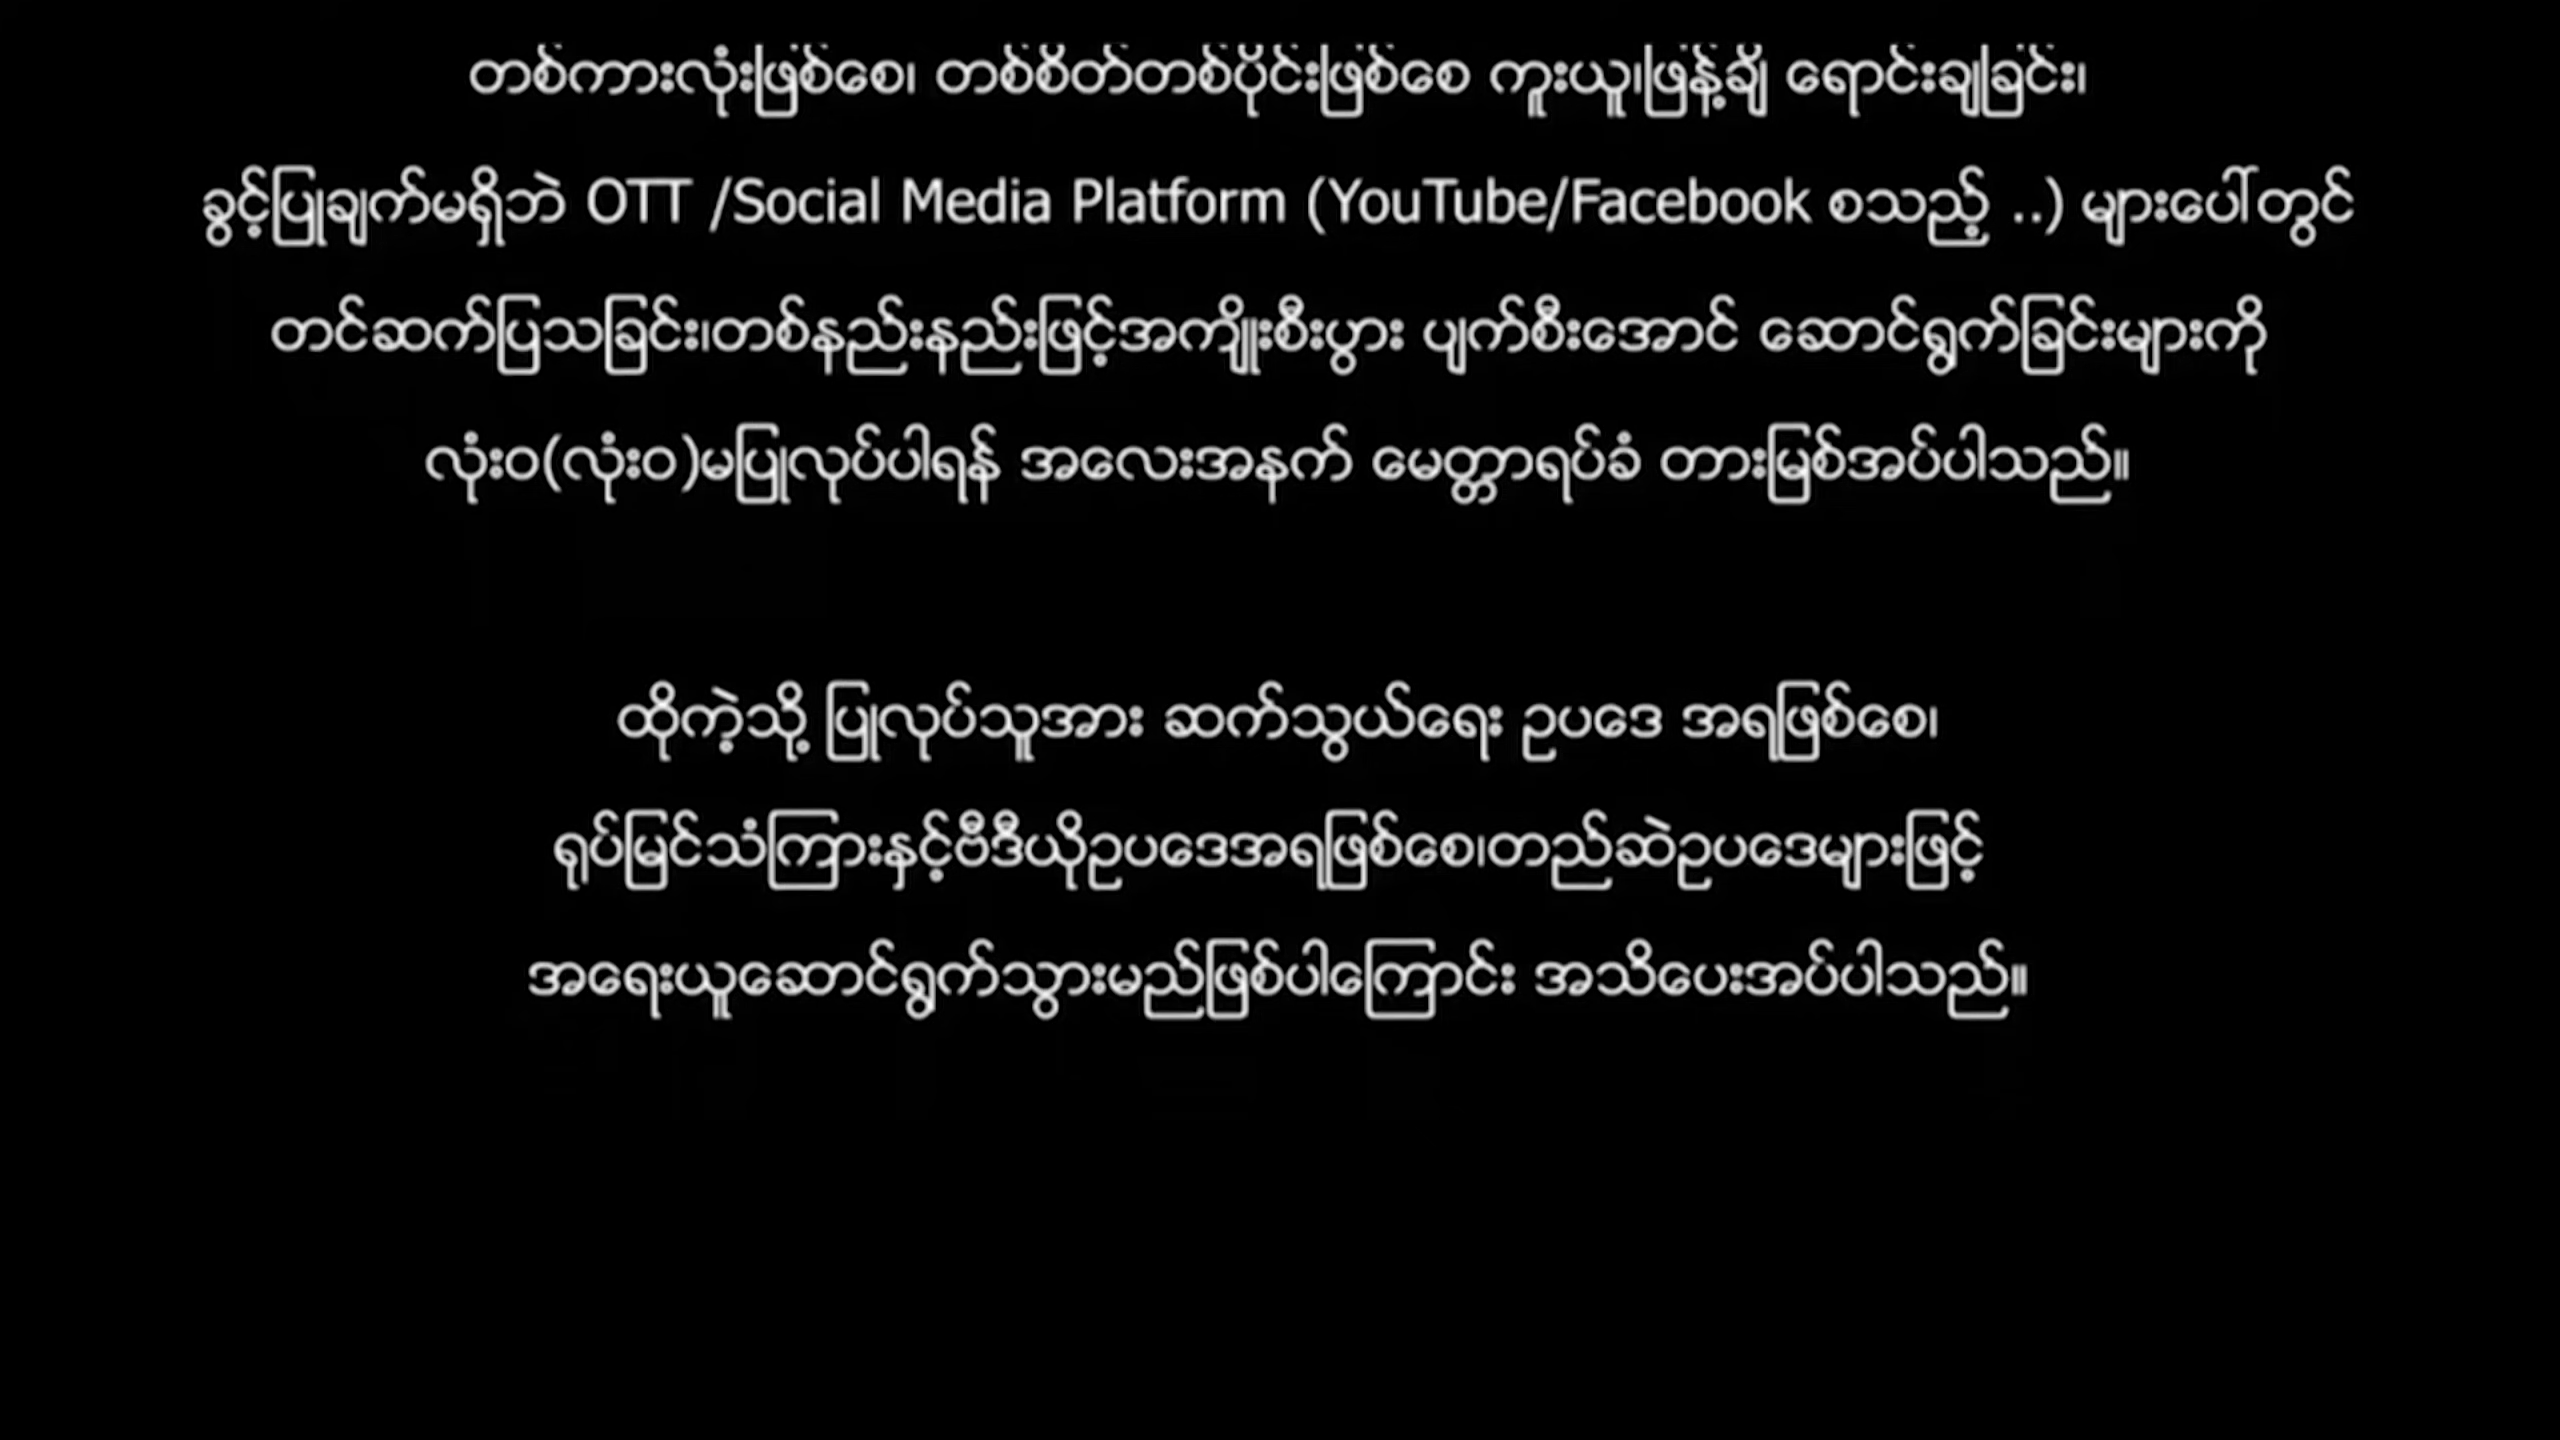 တစ်ကားလုံးဖြစ်စေ၊ တစ်စိတ်တစ်ပိုင်းဖြစ်စေ ကူးယူ၊ဖြန့်ချိ ရောင်းချခြင်း၊
ခွင့်ပြုချက်မရှိဘဲ OTT /Social Media Platform (YouTube/Facebook စသည့် ..) များပေါ်တွင်
တင်ဆက်ပြသခြင်း၊တစ်နည်းနည်းဖြင့်အကျိုးစီးပွား ပျက်စီးအောင် ဆောင်ရွက်ခြင်းများကို
လုံးဝ(လုံးဝ)မပြုလုပ်ပါရန် အလေးအနက် မေတ္တာရပ်ခံ တားမြစ်အပ်ပါသည်။
ထိုကဲ့သို့ ပြုလုပ်သူအား ဆက်သွယ်ရေး ဥပဒေ အရဖြစ်စေ၊
ရုပ်မြင်သံကြားနှင့်ဗီဒီယိုဥပဒေအရဖြစ်စေ၊တည်ဆဲဥပဒေများဖြင့်
အရေးယူဆောင်ရွက်သွားမည်ဖြစ်ပါကြောင်း အသိပေးအပ်ပါသည်။